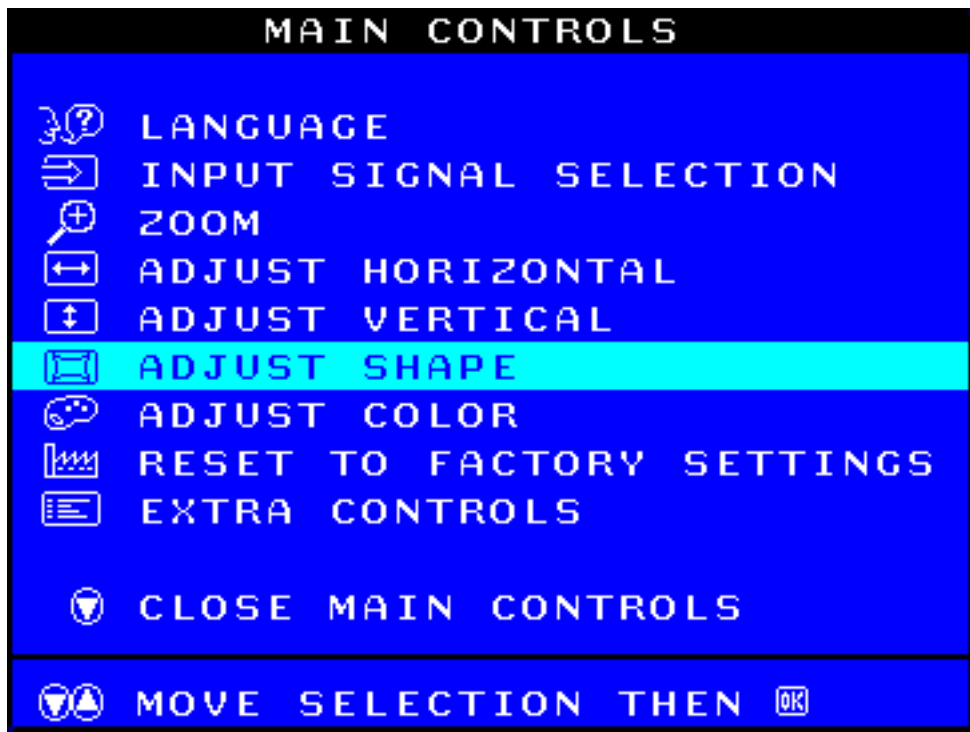 MAIN CONTROLS
LANGUAGE
INPUT SIGNAL SELECTION
ZOOM
ADJUST HORIZONTAL
ADJUST VERTICAL
ADJUST SHAPE
ADJUST COLOR
RESET TO FACTORY SETTINGS
EXTRA CONTROLS
CLOSE MAIN CONTROLS
MOVE SELECTION THEN OK